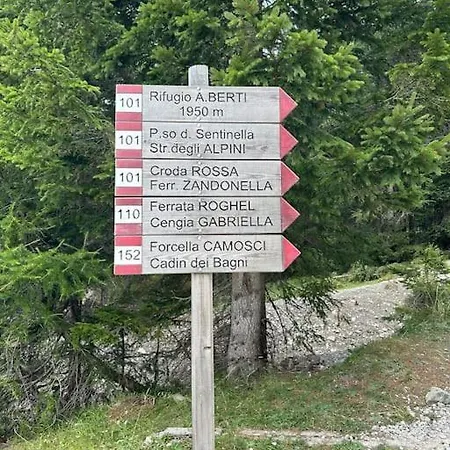 101 Rifugio A.BERTI
1950 m
101 P.so d. Sentinella
Str.degli ALPINI
101 Croda ROSSA
Ferr. ZANDONELLA
110 Ferrata ROGHEL
Cengia GABRIELLA
152 Forcella CAMOSCI
Cadin dei Bagni